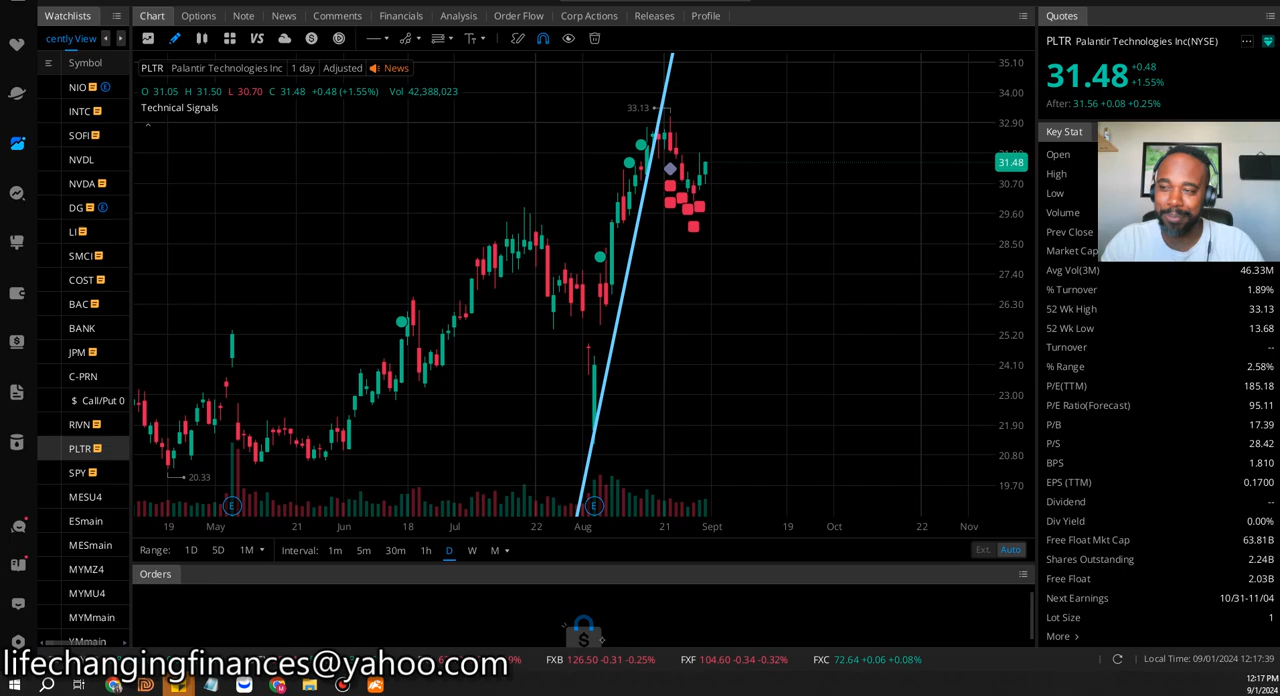 Watchlists
Chart Options Note News Comments Financials Analysis Order Flow Corp Actions Releases Profile
Quotes
cently View
VS
PLTR Palantir Technologies Inc(NYSE)
Symbol
PLTR Palantir Technologies Inc 1 day Adjusted News
31.48 +0.48
+1.55%
After: 31.56 +0.08 +0.25%
O 31.05 H 31.50 L 30.70 C 31.48 +0.48 (+1.55%) Vol 42,388,023
Technical Signals
NIO
INTC
SOFI
NVDL
NVDA
DG
LI
SMCI
COST
BAC
BANK
JPM
C-PRN
$ Call/Put 0
RIVN
PLTR
SPY
MESU4
ESmain
MESmain
MYMZ4
MYMU4
MYMmain
YMmain
33.13
20.33
E
E
35.10
34.00
32.90
31.48
30.70
29.60
28.50
27.40
26.30
25.20
24.10
23.00
21.90
20.80
19.70
19 May 21 Jun 18 Jul 22 Aug 21 Sept 19 Oct 22 Nov
Range: 1D 5D 1M Interval: 1m 5m 30m 1h D W M Ext. Auto
Orders
Key Stat
Open
High
Low
Volume
Prev Close
Market Cap
Avg Vol(3M) 46.33M
% Turnover 1.89%
52 Wk High 33.13
52 Wk Low 13.68
Turnover --
% Range 2.58%
P/E(TTM) 185.18
P/E Ratio(Forecast) 95.11
P/B 17.39
P/S 28.42
BPS 1.810
EPS (TTM) 0.1700
Dividend --
Div Yield 0.00%
Free Float Mkt Cap 63.81B
Shares Outstanding 2.24B
Free Float 2.03B
Next Earnings 10/31-11/04
Lot Size 1
More >
lifechangingfinances@yahoo.com
FXB 126.50 -0.31 -0.25% FXF 104.60 -0.34 -0.32% FXC 72.64 +0.06 +0.08%
Local Time: 09/01/2024 12:17:39
12:17 PM
9/1/2024